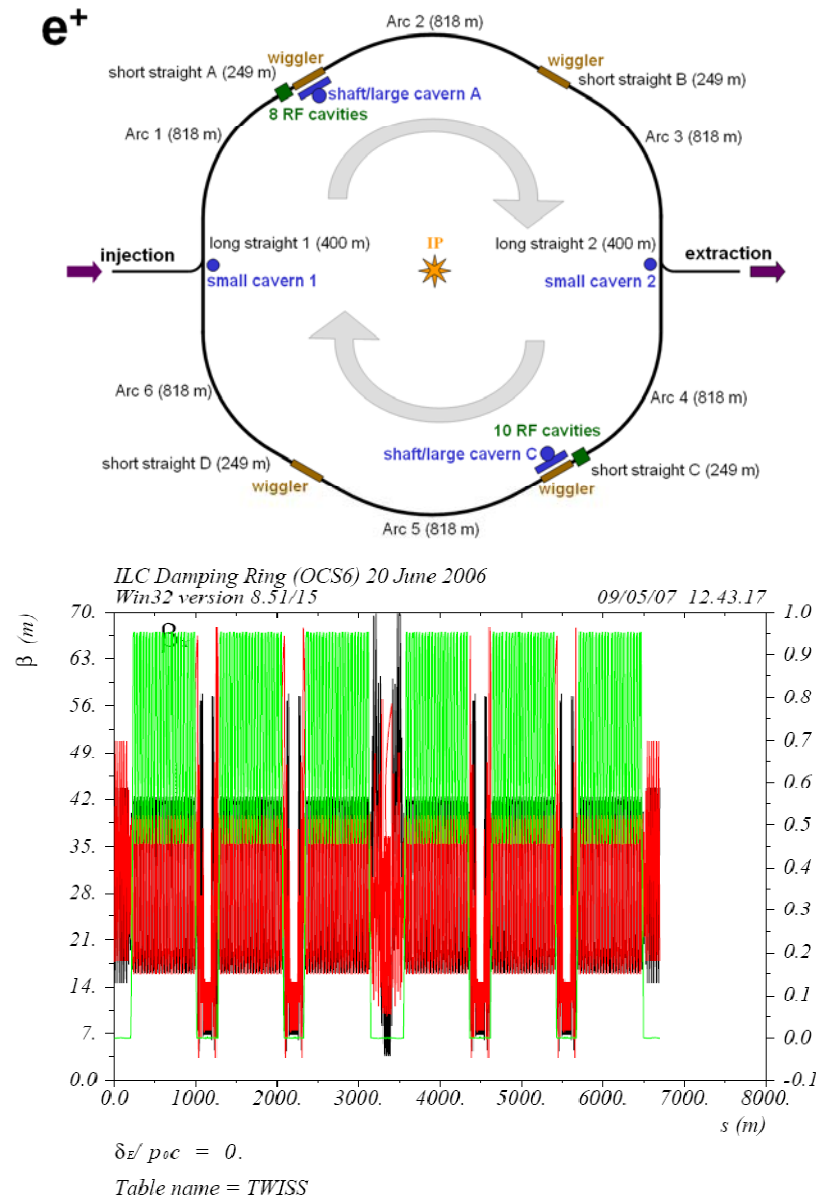 e+
Arc 2 (818 m)
wiggler
wiggler
short straight A (249 m)
short straight B (249 m)
shaft/large cavern A
8 RF cavities
Arc 1 (818 m)
Arc 3 (818 m)
long straight 1 (400 m)
IP
long straight 2 (400 m)
injection
extraction
small cavern 1
small cavern 2
Arc 6 (818 m)
Arc 4 (818 m)
10 RF cavities
shaft/large cavern C
short straight D (249 m)
short straight C (249 m)
wiggler
wiggler
Arc 5 (818 m)
ILC Damping Ring (OCS6) 20 June 2006
Win32 version 8.51/15 09/05/07 12.43.17
β (m)
70.
63.
56.
49.
42.
35.
28.
21.
14.
7.
0.0
β
1.0
0.9
0.8
0.7
0.6
0.5
0.4
0.3
0.2
0.1
0.0
-0.1
0.0 1000. 2000. 3000. 4000. 5000. 6000. 7000. 8000.
s (m)
δE/ p0c = 0.
Table name = TWISS